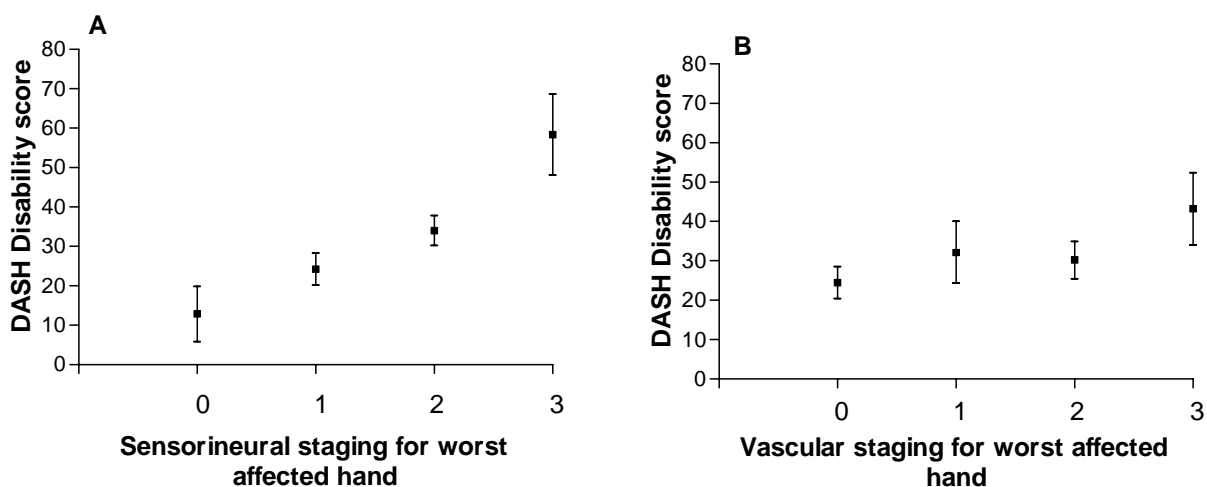 A
DASH Disability score
80
70
60
50
40
30
20
10
0
0 1 2 3
Sensorineural staging for worst
affected hand
B
DASH Disability score
80
70
60
50
40
30
20
10
0
0 1 2 3
Vascular staging for worst affected
hand